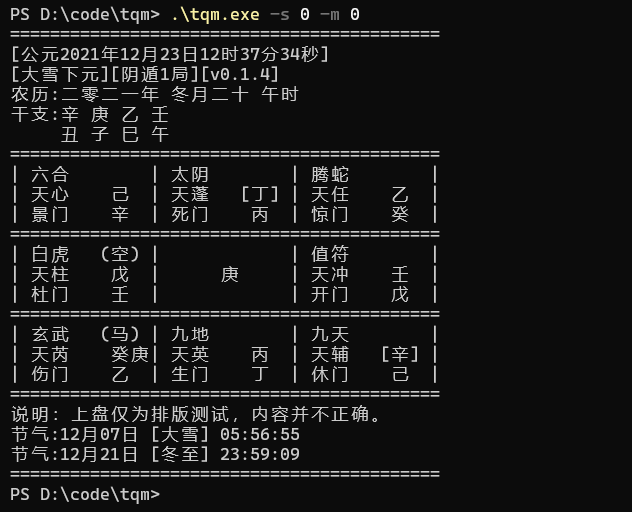 PS D:\code\tqm> .\tqm.exe -s 0 -m 0
===========================================
[公元2021年12月23日12时37分34秒]
[大雪下元][阴遁1局][v0.1.4]
农历:二零二一年 冬月二十 午时
干支:辛 庚 乙 壬
     丑 子 巳 午
===========================================
| 六合        | 太阴        | 腾蛇        |
| 天心    己  | 天蓬   [丁] | 天任    乙  |
| 景门    辛  | 死门    丙  | 惊门    癸  |
===========================================
| 白虎   (空) |             | 值符        |
| 天柱    戊  |      庚      | 天冲    壬  |
| 杜门    壬  |             | 开门    戊  |
===========================================
| 玄武   (马) | 九地        | 九天        |
| 天芮    癸庚| 天英    丙  | 天辅   [辛] |
| 伤门    乙  | 生门    丁  | 休门    己  |
===========================================
说明: 上盘仅为排版测试, 内容并不正确。
节气:12月07日 [大雪] 05:56:55
节气:12月21日 [冬至] 23:59:09
===========================================
PS D:\code\tqm>